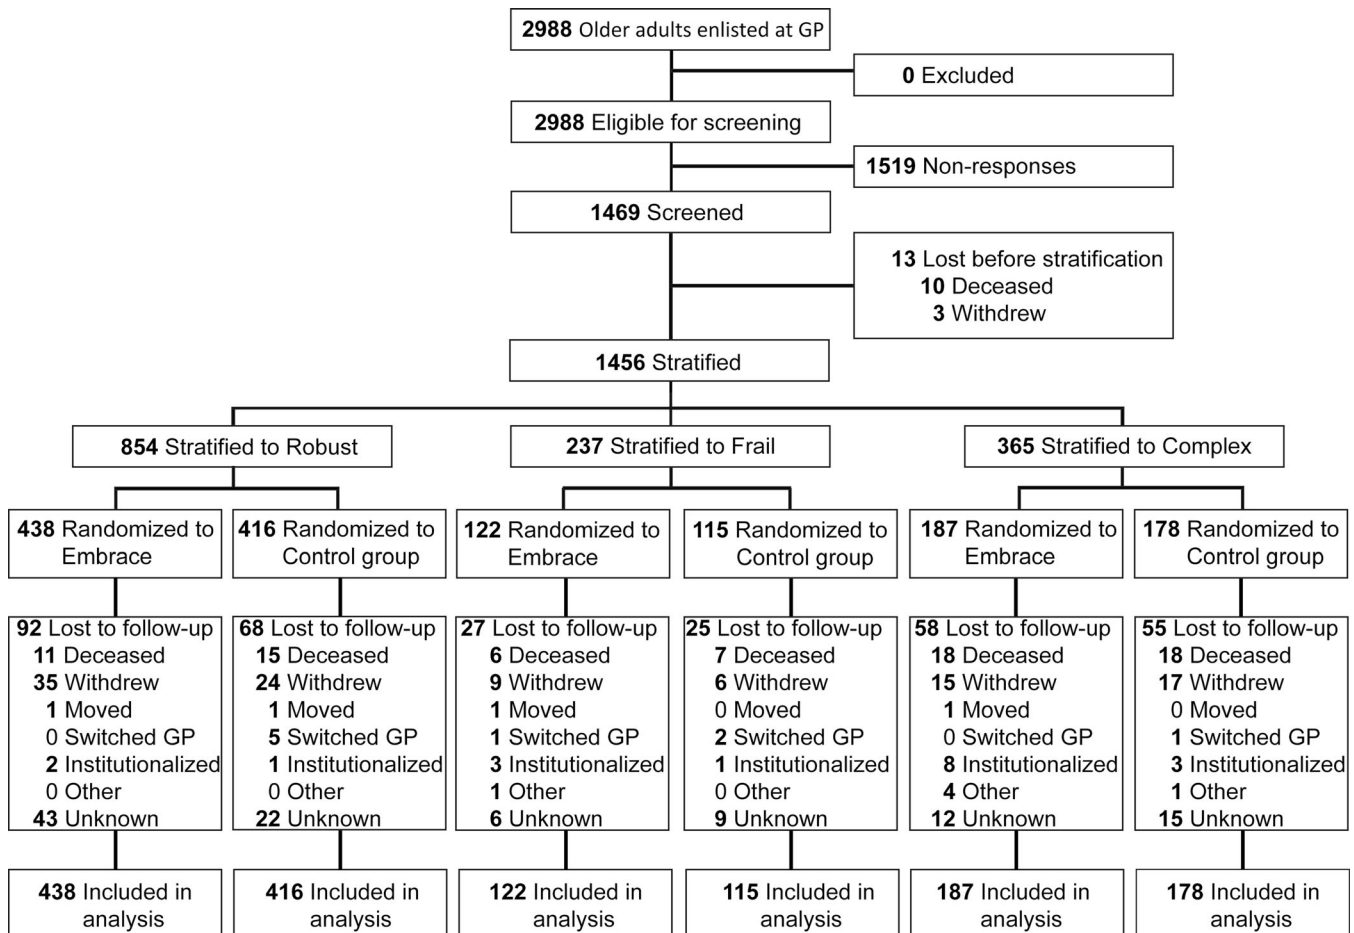 2988 Older adults enlisted at GP
0 Excluded
2988 Eligible for screening
1519 Non-responses
1469 Screened
13 Lost before stratification
10 Deceased
3 Withdrew
1456 Stratified
854 Stratified to Robust
237 Stratified to Frail
365 Stratified to Complex
438 Randomized to
Embrace
416 Randomized to
Control group
122 Randomized to
Embrace
115 Randomized to
Control group
187 Randomized to
Embrace
178 Randomized to
Control group
92 Lost to follow-up
11 Deceased
35 Withdrew
1 Moved
0 Switched GP
2 Institutionalized
0 Other
43 Unknown
68 Lost to follow-up
15 Deceased
24 Withdrew
1 Moved
5 Switched GP
1 Institutionalized
0 Other
22 Unknown
27 Lost to follow-up
6 Deceased
9 Withdrew
1 Moved
1 Switched GP
3 Institutionalized
1 Other
6 Unknown
25 Lost to follow-up
7 Deceased
6 Withdrew
0 Moved
2 Switched GP
1 Institutionalized
0 Other
9 Unknown
58 Lost to follow-up
18 Deceased
15 Withdrew
1 Moved
0 Switched GP
8 Institutionalized
4 Other
12 Unknown
55 Lost to follow-up
18 Deceased
17 Withdrew
0 Moved
1 Switched GP
3 Institutionalized
1 Other
15 Unknown
438 Included in
analysis
416 Included in
analysis
122 Included in
analysis
115 Included in
analysis
187 Included in
analysis
178 Included in
analysis